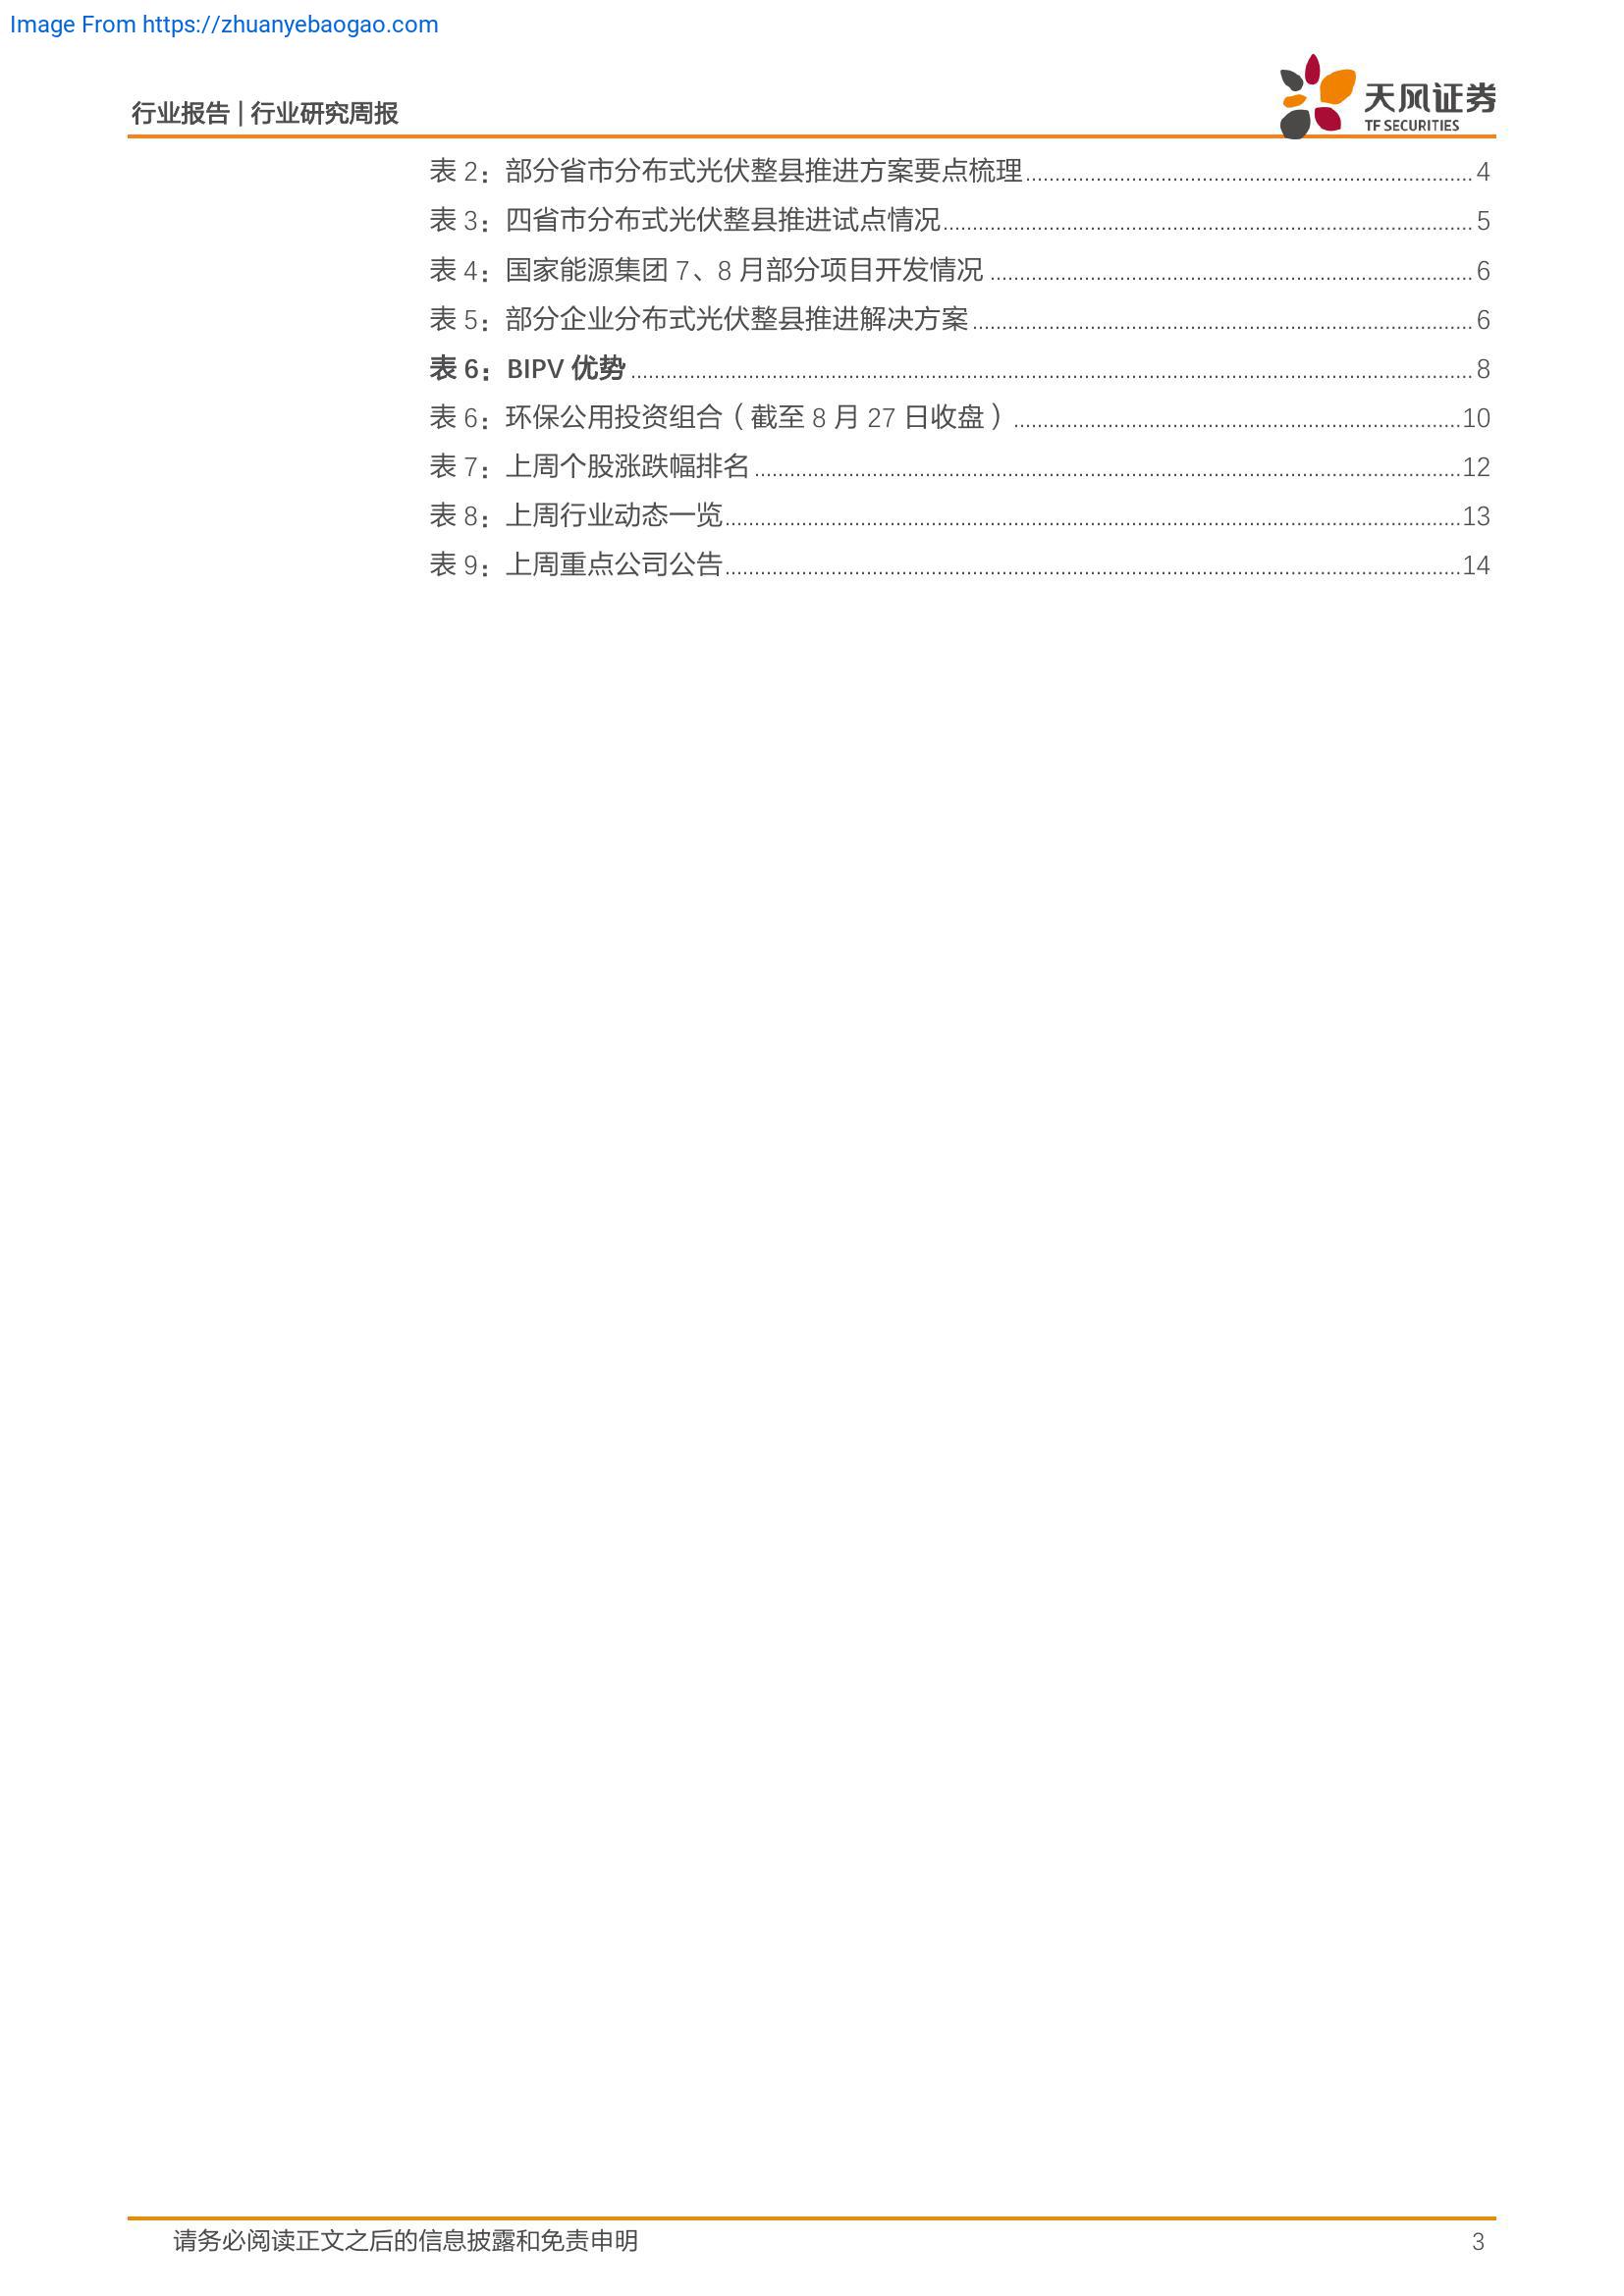 Image From https://zhuanyebaogao.com
行业报告 | 行业研究周报
天风证券
TF SECURITIES
表 2：部分省市分布式光伏整县推进方案要点梳理 4
表 3：四省市分布式光伏整县推进试点情况 5
表 4：国家能源集团 7、8 月部分项目开发情况 6
表 5：部分企业分布式光伏整县推进解决方案 6
表 6：BIPV 优势 8
表 6：环保公用投资组合（截至 8 月 27 日收盘） 10
表 7：上周个股涨跌幅排名 12
表 8：上周行业动态一览 13
表 9：上周重点公司公告 14
请务必阅读正文之后的信息披露和免责申明 3